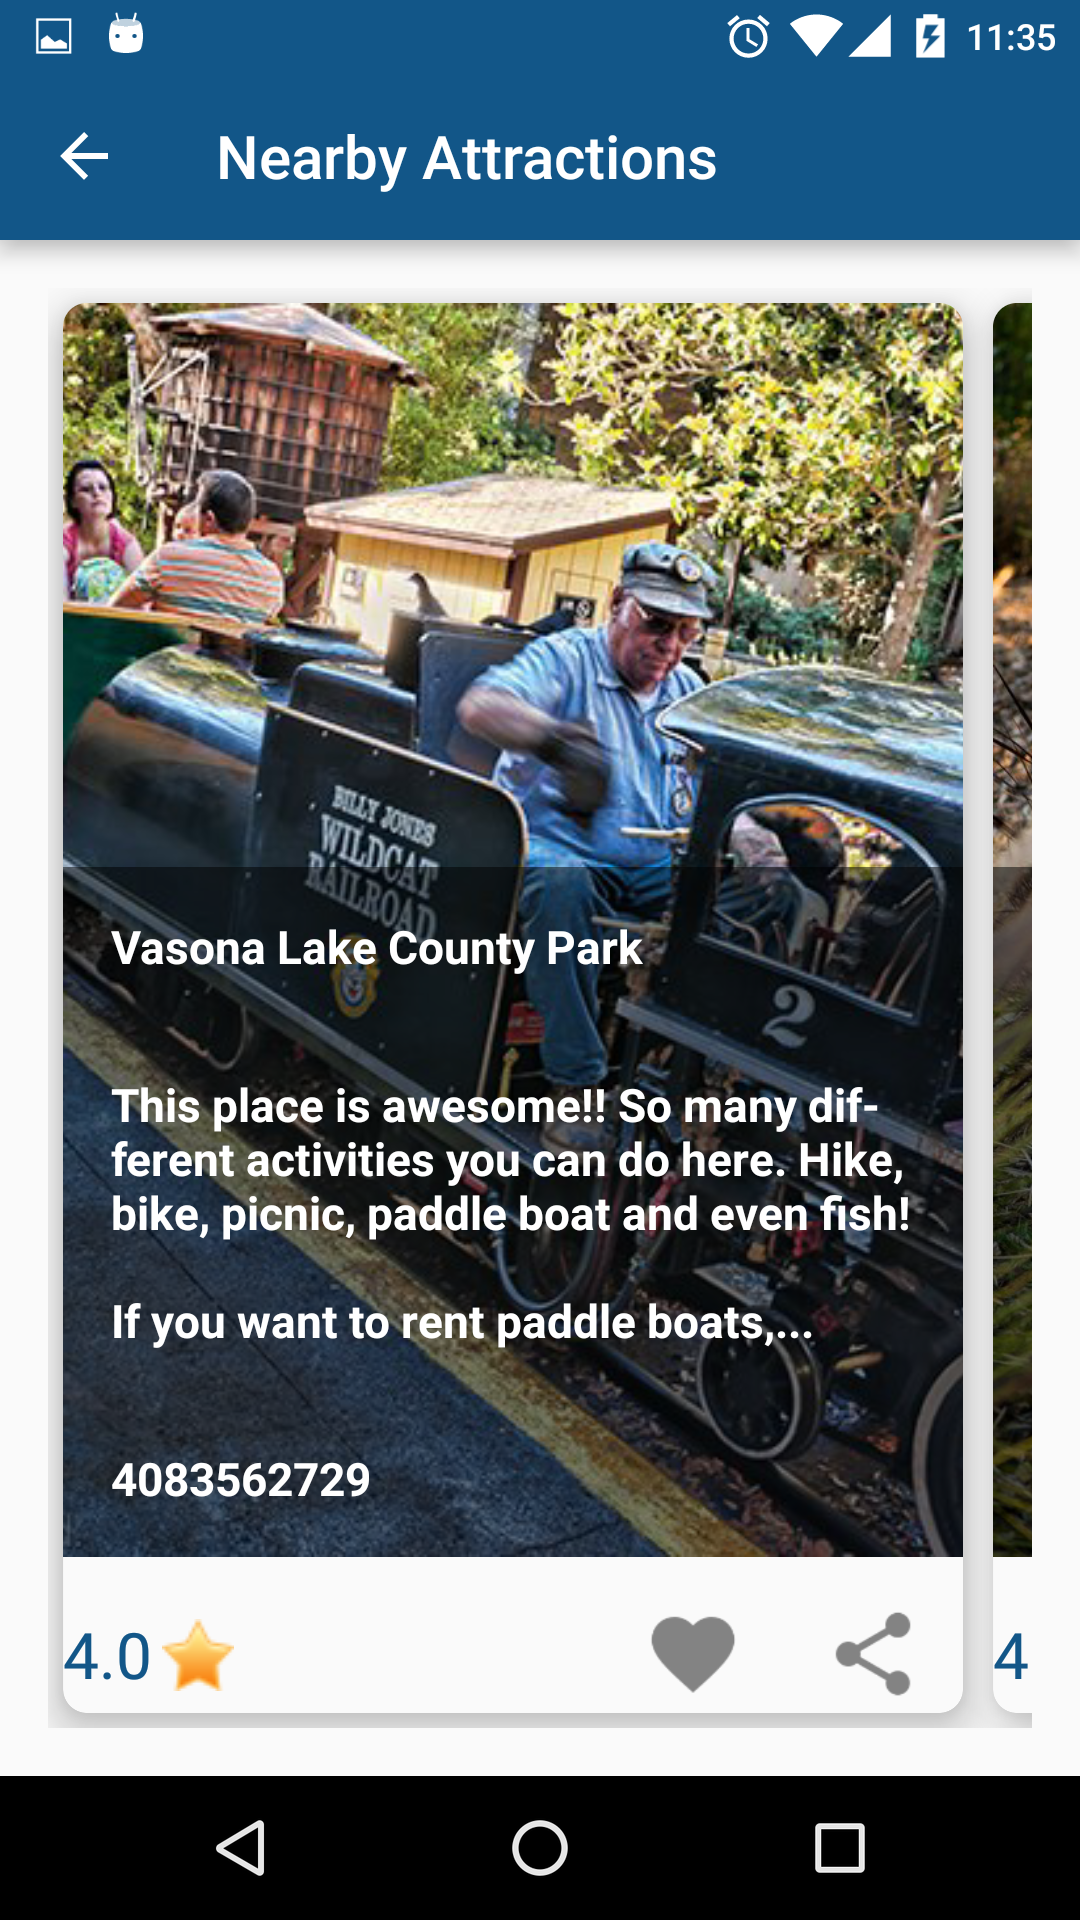 11:35
Nearby Attractions
BILLY JONES
WILDCAT
RAILROAD
Vasona Lake County Park
2
This place is awesome!! So many dif-
ferent activities you can do here. Hike,
bike, picnic, paddle boat and even fish!
If you want to rent paddle boats,...
4083562729
4.0
4